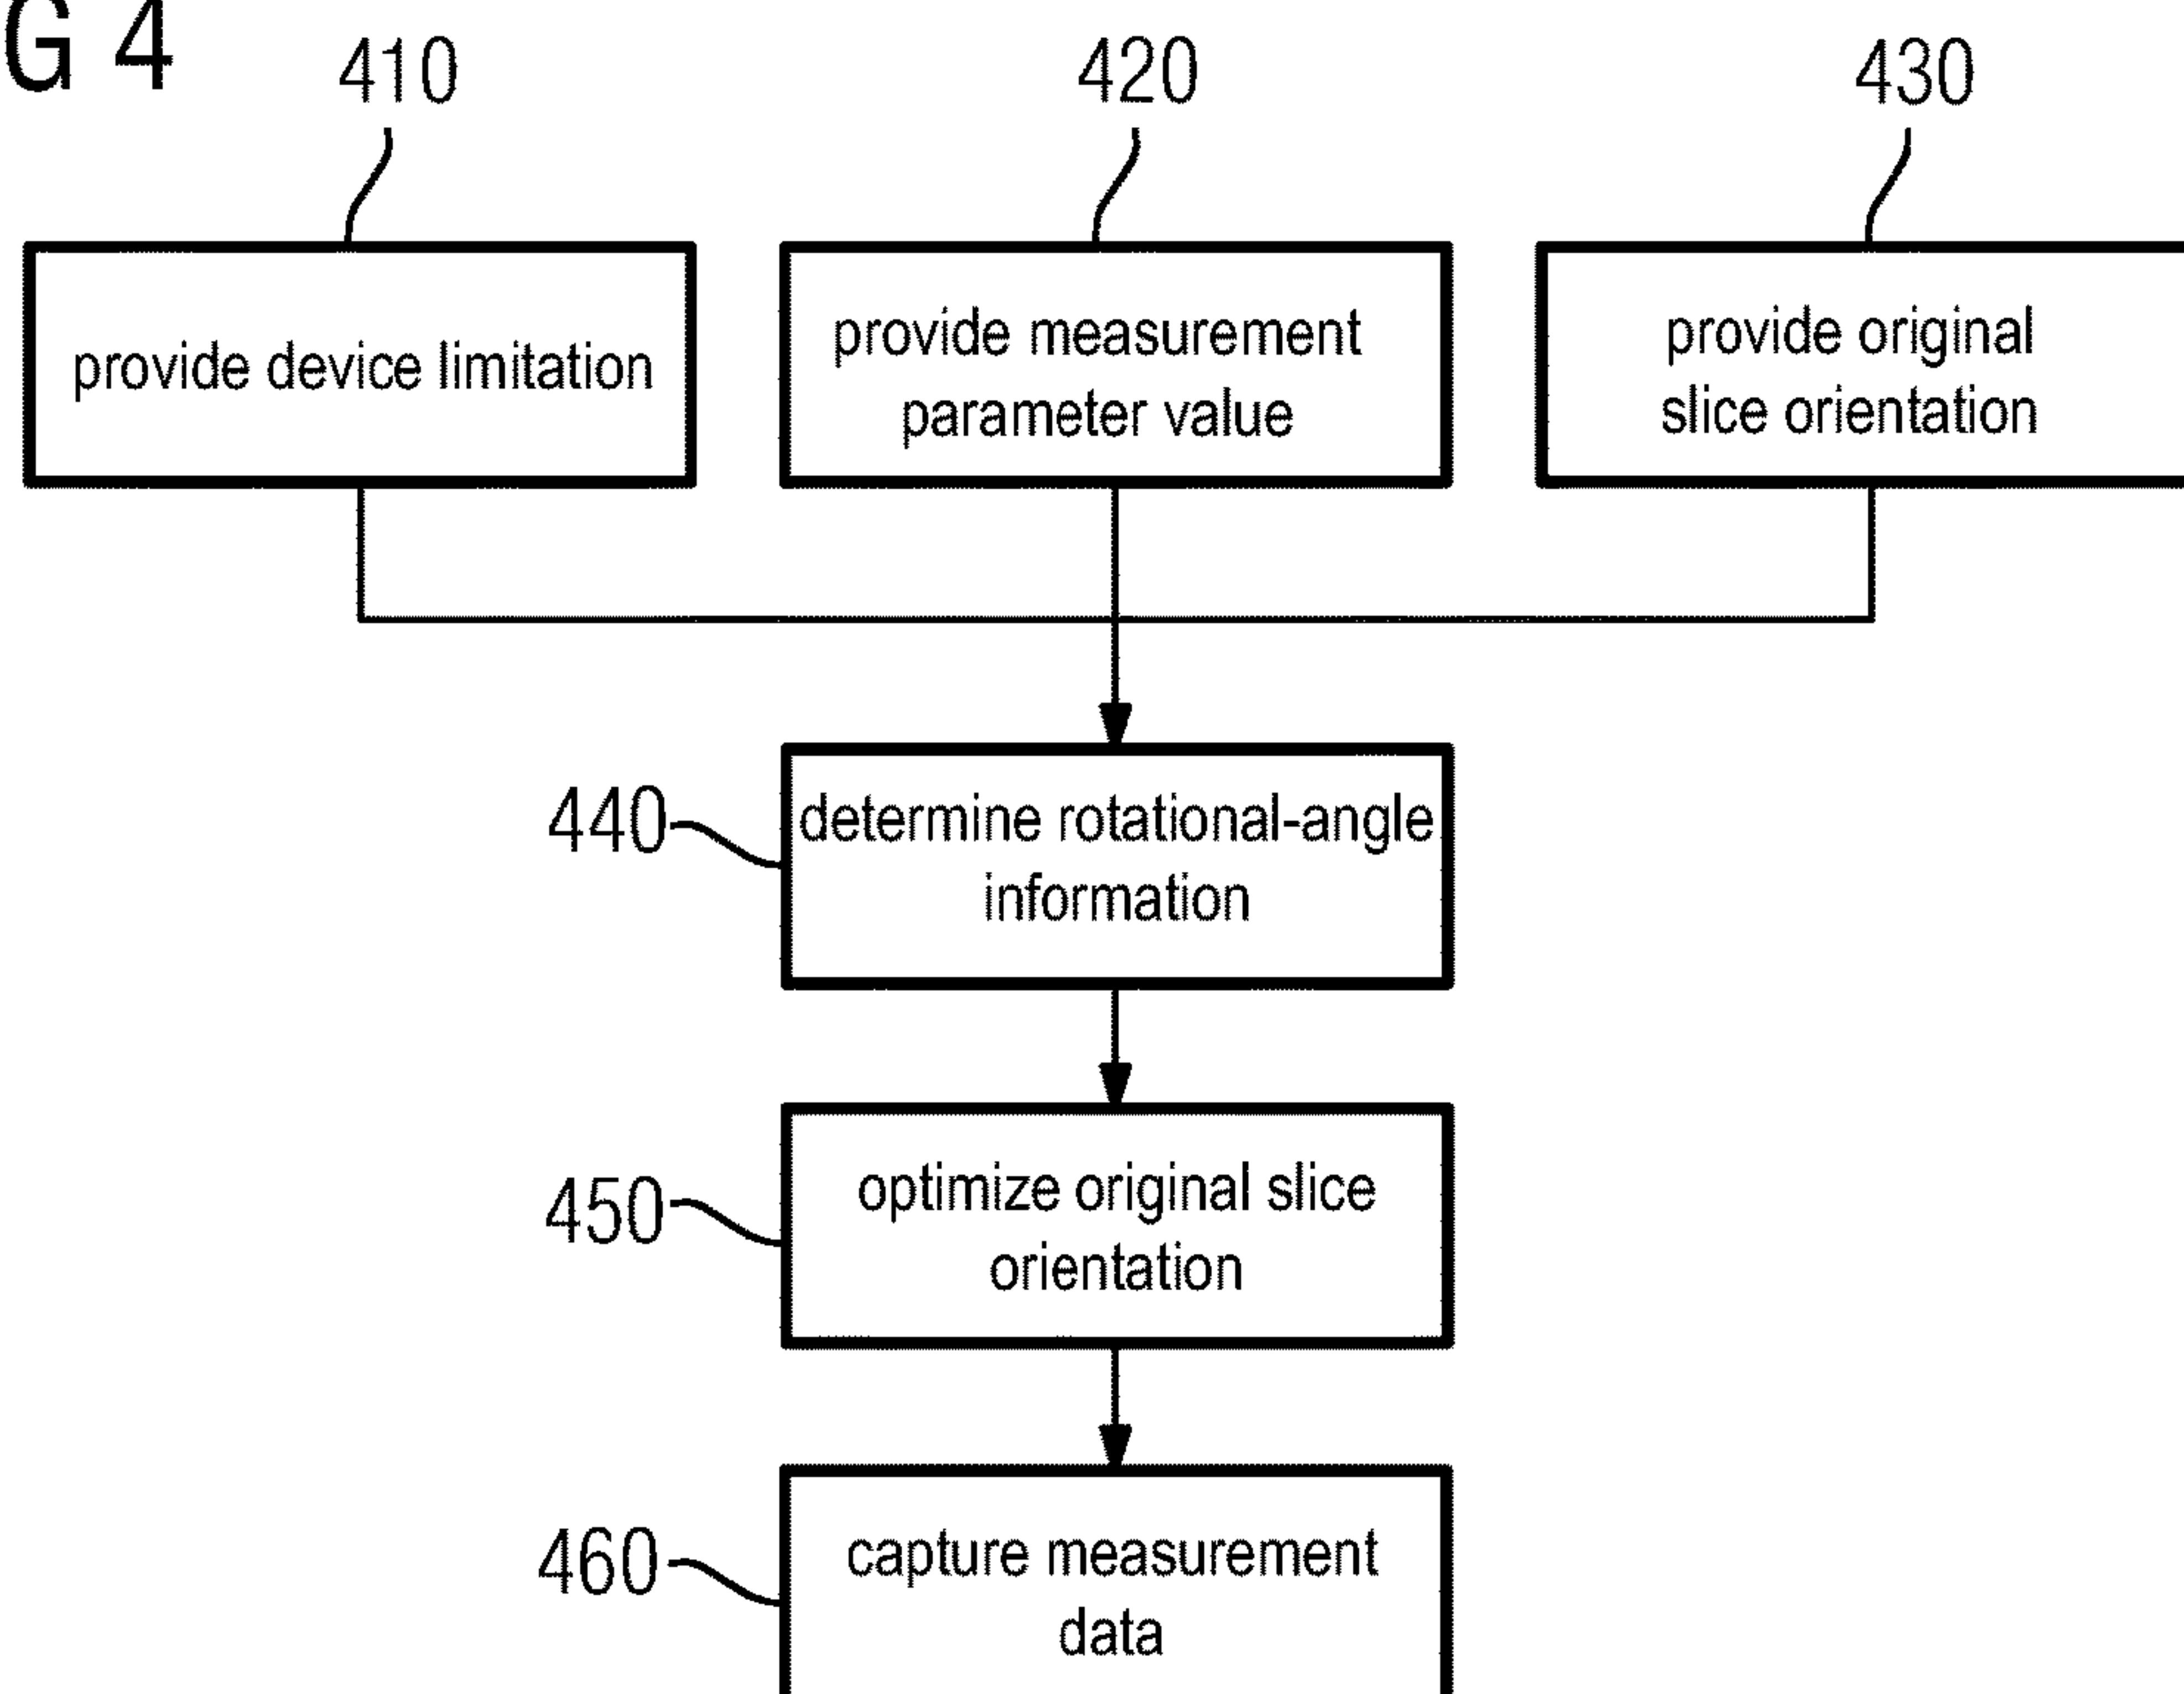 G 4
410
420
430
provide device limitation
provide measurement
parameter value
provide original
slice orientation
440
determine rotational-angle
information
450
optimize original slice
orientation
460
capture measurement
data